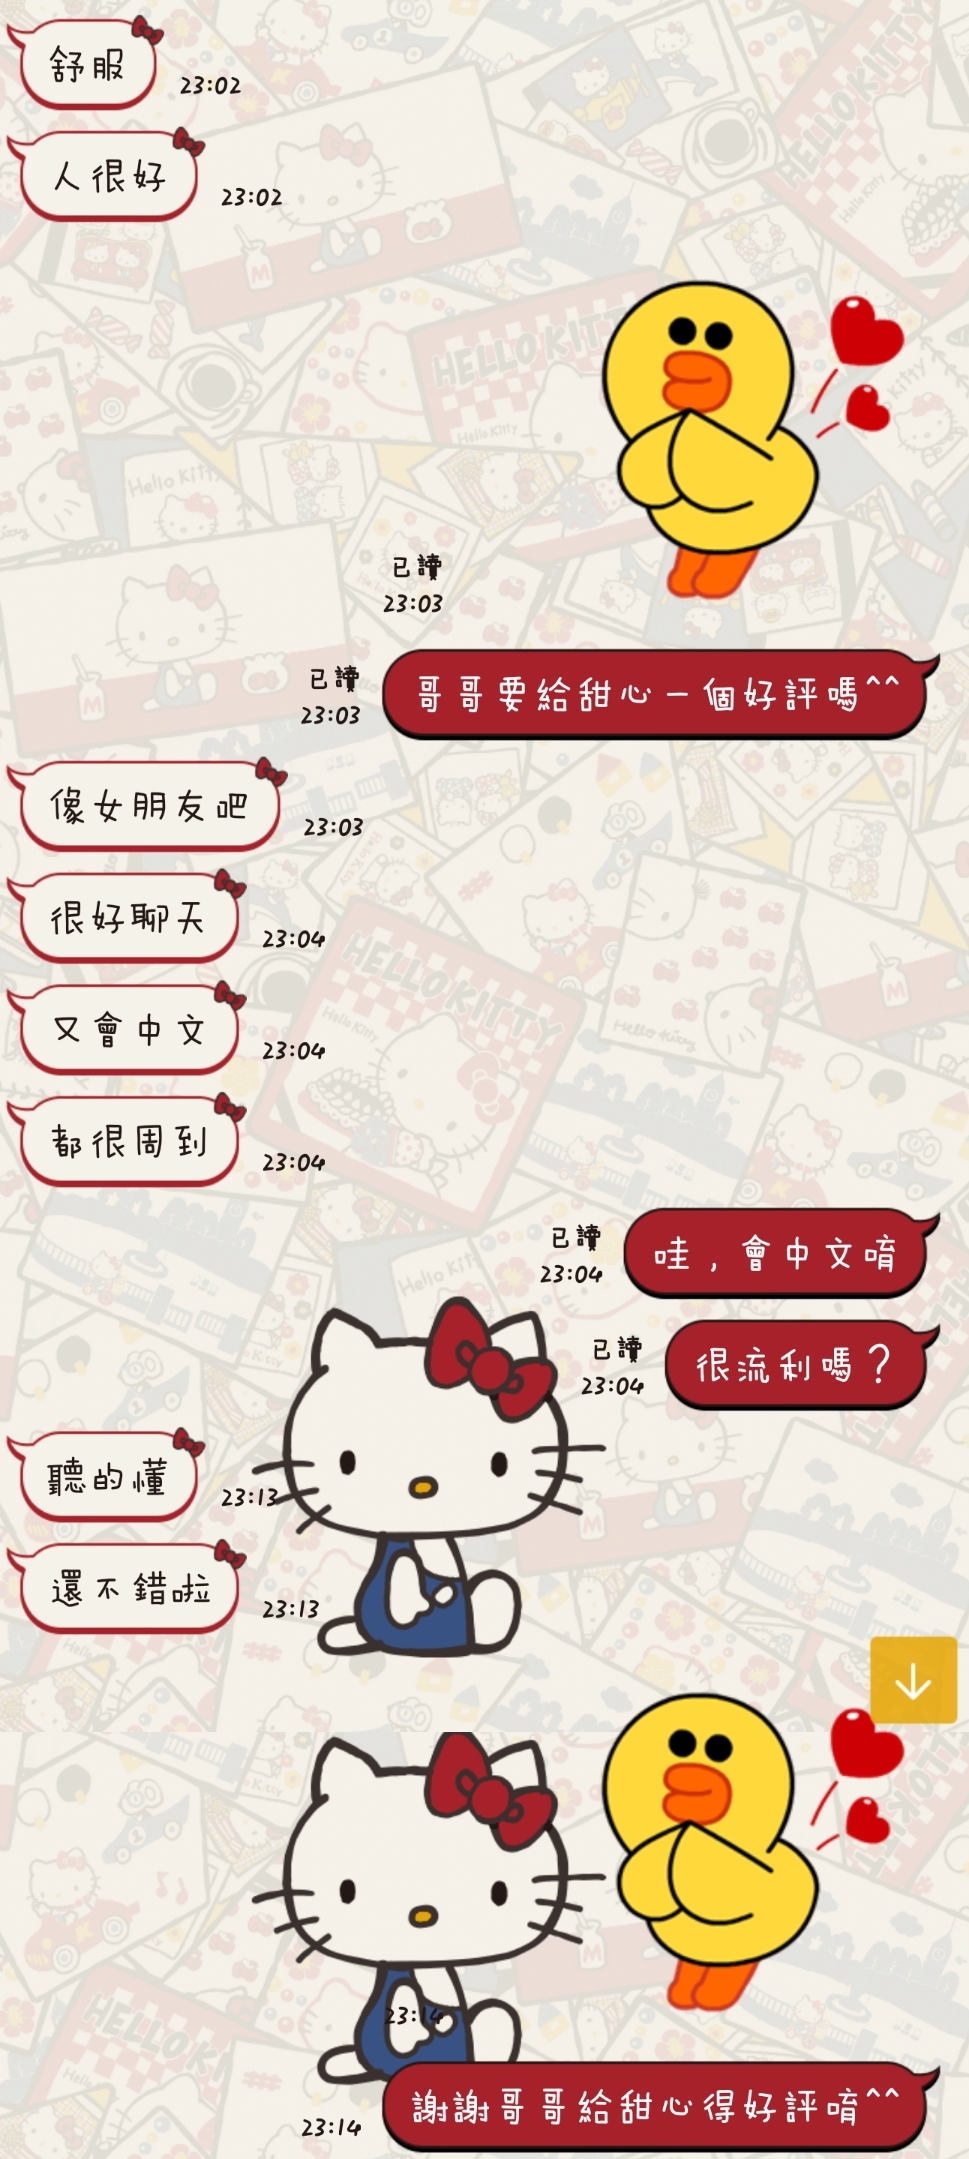 舒服
23:02
人很好
23:02
已讀
23:03
已讀
23:03
哥哥要給甜心一個好評嗎^^
像女朋友吧
23:03
很好聊天
23:04
又會中文
23:04
都很周到
23:04
已讀
23:04
哇，會中文唷
已讀
23:04
很流利嗎？
聽的懂
23:13
還不錯啦
23:13
23:14
謝謝哥哥給甜心得好評唷^^
23:14
HELLO KITTY
Hello Kitty